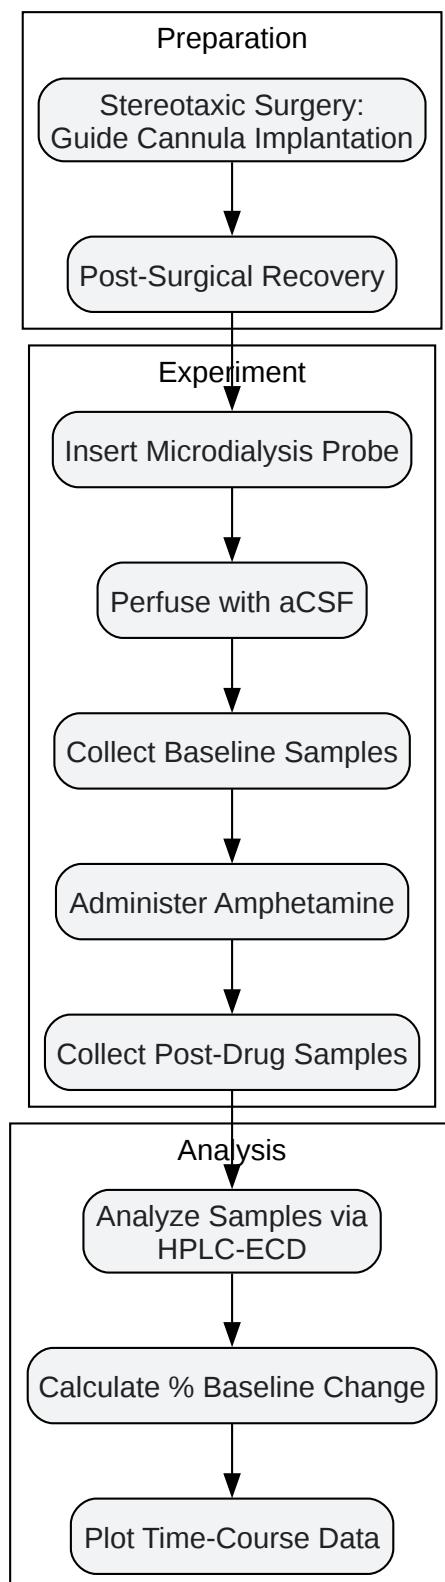 Preparation
Stereotaxic Surgery:
Guide Cannula Implantation
Post-Surgical Recovery
Experiment
Insert Microdialysis Probe
Perfuse with aCSF
Collect Baseline Samples
Administer Amphetamine
Collect Post-Drug Samples
Analysis
Analyze Samples via
HPLC-ECD
Calculate % Baseline Change
Plot Time-Course Data